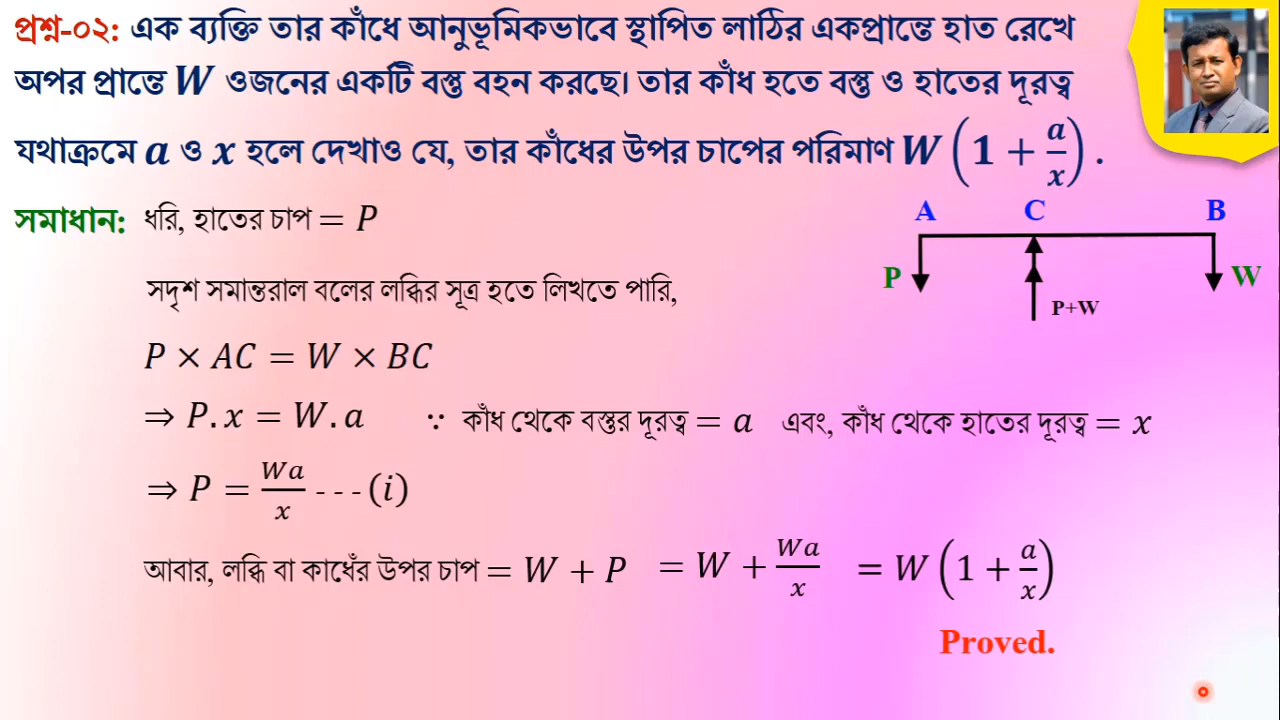 প্রশ্ন-০২: এক ব্যক্তি তার কাঁধে আনুভূমিকভাবে স্থাপিত লাঠির একপ্রান্তে হাত রেখে
অপর প্রান্তে W ওজনের একটি বস্তু বহন করছে। তার কাঁধ হতে বস্তু ও হাতের দূরত্ব
যথাক্রমে a ও x হলে দেখাও যে, তার কাঁধের উপর চাপের পরিমাণ W(1 + a/x) .
সমাধান: ধরি, হাতের চাপ = P
A C B
P W
P+W
সদৃশ সমান্তরাল বলের লব্ধির সূত্র হতে লিখতে পারি,
P × AC = W × BC
⇒ P.x = W.a ∵ কাঁধ থেকে বস্তুর দূরত্ব = a এবং, কাঁধ থেকে হাতের দূরত্ব = x
⇒ P = Wa/x - - - (i)
আবার, লব্ধি বা কার্ধেঁর উপর চাপ = W + P = W + Wa/x = W(1 + a/x)
Proved.